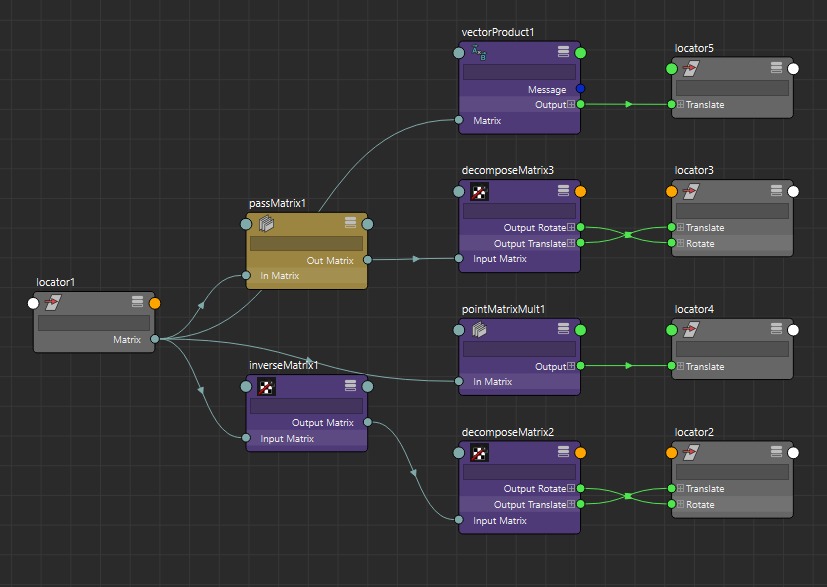 locator1
Matrix
passMatrix1
Out Matrix
In Matrix
inverseMatrix1
Output Matrix
Input Matrix
vectorProduct1
Message
Output
Matrix
locator5
Translate
decomposeMatrix3
Output Rotate
Output Translate
Input Matrix
locator3
Translate
Rotate
pointMatrixMult1
Output
In Matrix
locator4
Translate
decomposeMatrix2
Output Rotate
Output Translate
Input Matrix
locator2
Translate
Rotate